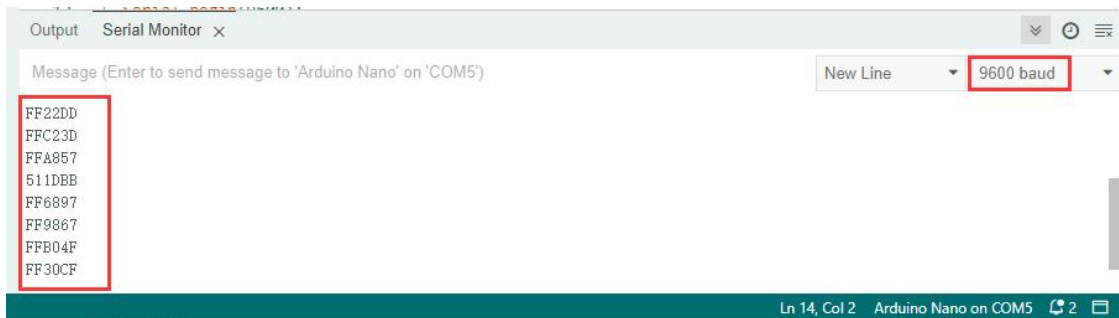 Output Serial Monitor ×
Message (Enter to send message to 'Arduino Nano' on 'COM5') New Line 9600 baud
FF22DD
FFC23D
FFA857
511DBB
FF6897
FF9867
FFB04F
FF30CF
Ln 14, Col 2 Arduino Nano on COM5 2